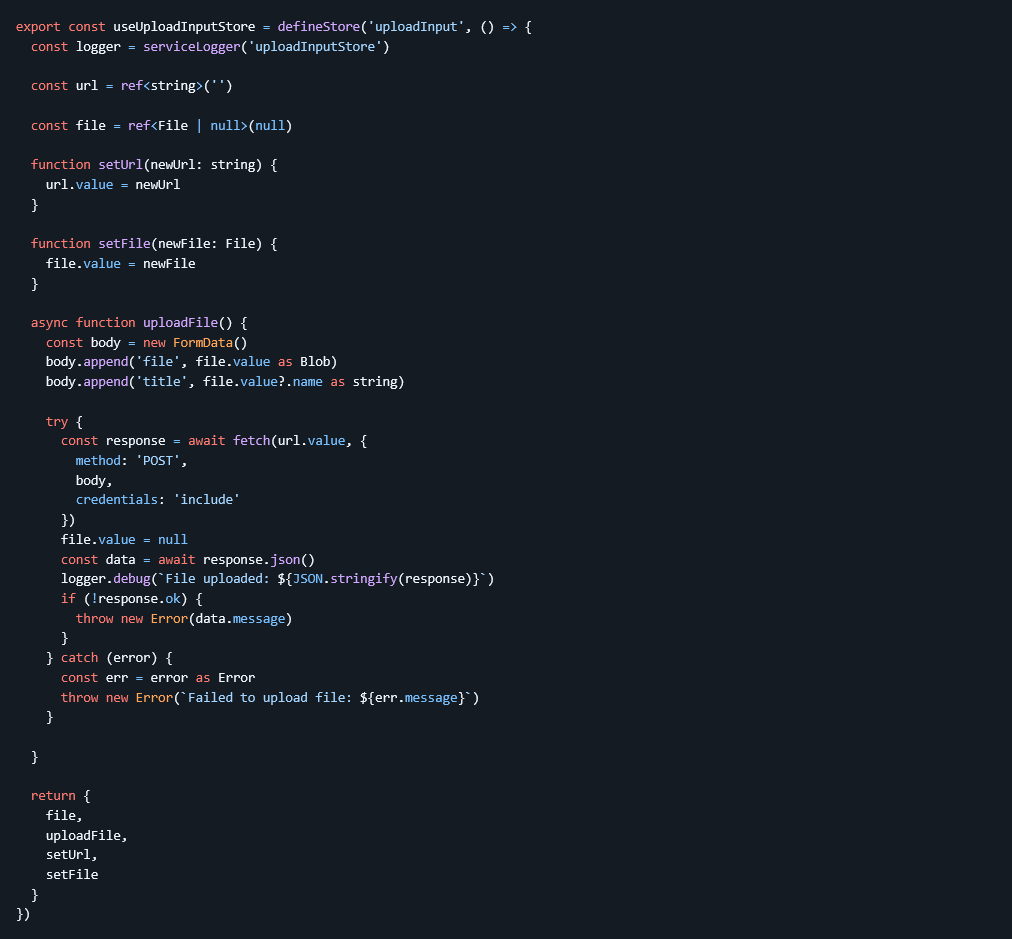 export const useUploadInputStore = defineStore('uploadInput', () => {
  const logger = serviceLogger('uploadInputStore')

  const url = ref<string>('')

  const file = ref<File | null>(null)

  function setUrl(newUrl: string) {
    url.value = newUrl
  }

  function setFile(newFile: File) {
    file.value = newFile
  }

  async function uploadFile() {
    const body = new FormData()
    body.append('file', file.value as Blob)
    body.append('title', file.value?.name as string)

    try {
      const response = await fetch(url.value, {
        method: 'POST',
        body,
        credentials: 'include'
      })
      file.value = null
      const data = await response.json()
      logger.debug(`File uploaded: ${JSON.stringify(response)}`)
      if (!response.ok) {
        throw new Error(data.message)
      }
    } catch (error) {
      const err = error as Error
      throw new Error(`Failed to upload file: ${err.message}`)
    }

  }

  return {
    file,
    uploadFile,
    setUrl,
    setFile
  }
})